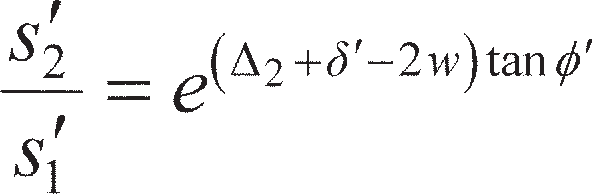 s′₂ / s′₁ = e^(Δ₂+δ′−2w) tan ϕ′